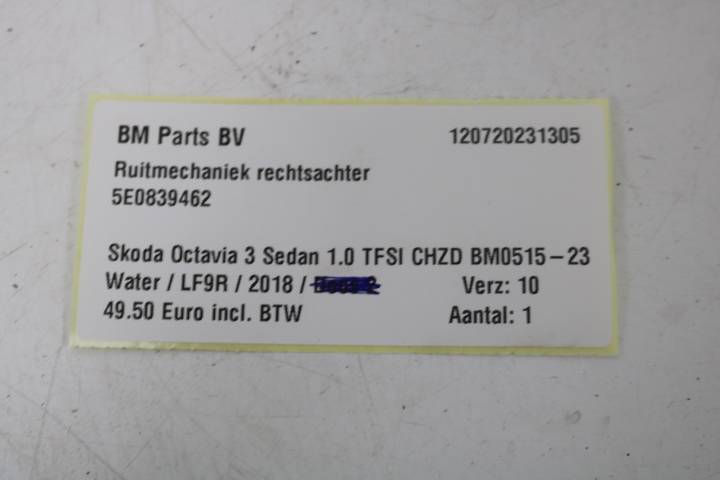 BM Parts BV 120720231305
Ruitmechaniek rechtsachter
5E0839462
Skoda Octavia 3 Sedan 1.0 TFSI CHZD BM0515-23
Water / LF9R / 2018 / Verz: 10
49.50 Euro incl. BTW Aantal: 1